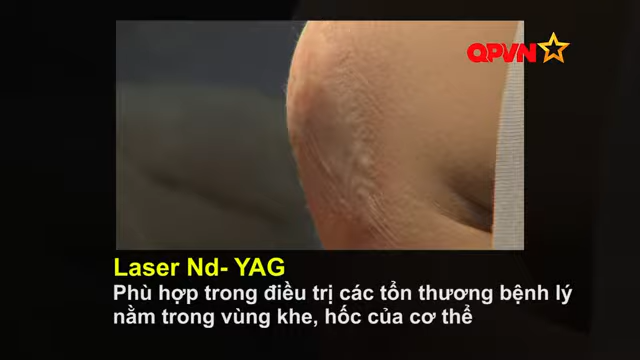 QPVN
Laser Nd- YAG
Phù hợp trong điều trị các tổn thương bệnh lý
nằm trong vùng khe, hốc của cơ thể